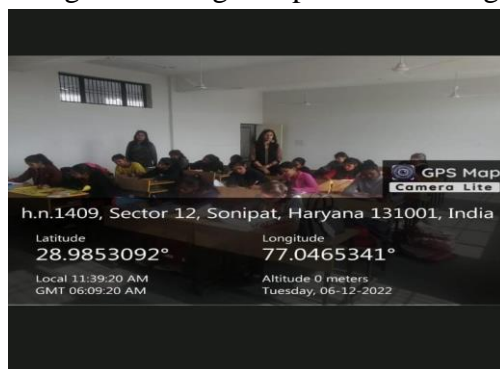 GPS Map
Camera Lite
h.n.1409, Sector 12, Sonipat, Haryana 131001, India
Latitude
28.9853092°
Longitude
77.0465341°
Local 11:39:20 AM
GMT 06:09:20 AM
Altitude 0 meters
Tuesday, 06-12-2022